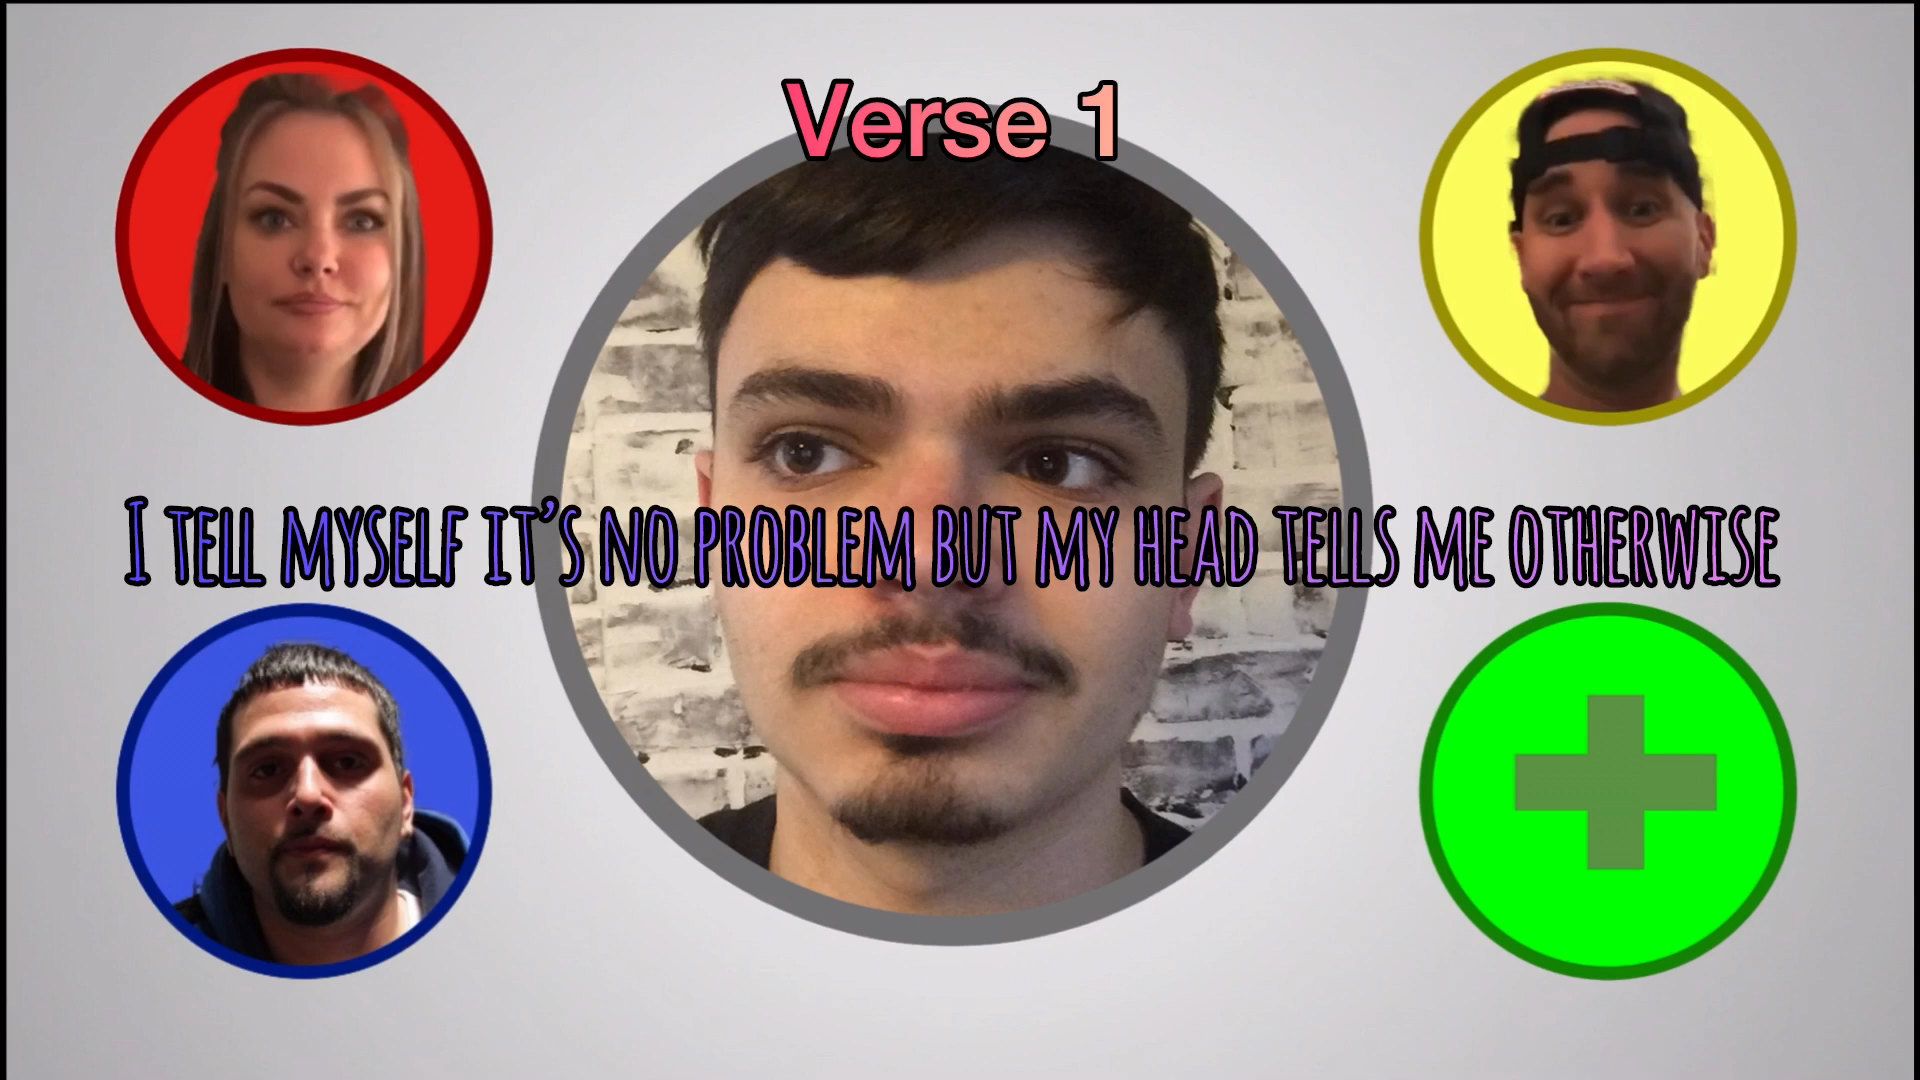 Verse 1
I tell myself it’s no problem but my head tells me otherwise